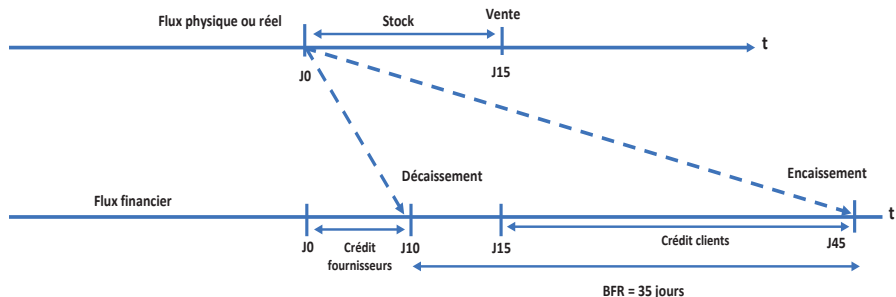 Flux physique ou réel
Stock
Vente
t
J0
J15
Décaissement
Encaissement
Flux financier
t
J0
Crédit
fournisseurs
J10
J15
Crédit clients
J45
BFR = 35 jours